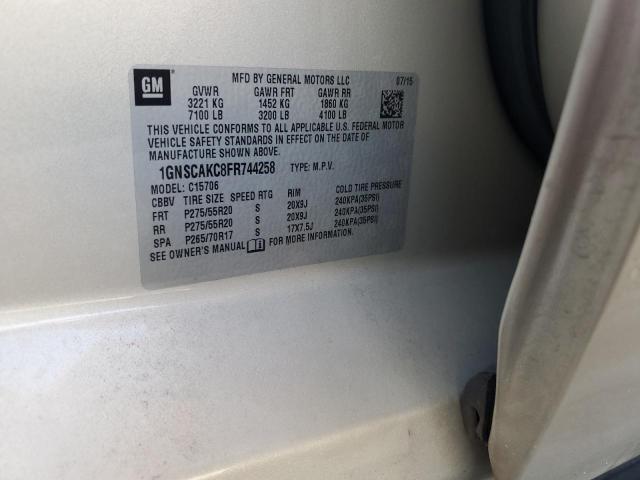 GM
MFD BY GENERAL MOTORS LLC 07/15
GVWR GAWR FRT GAWR RR
3221 KG 1452 KG 1860 KG
7100 LB 3200 LB 4100 LB
THIS VEHICLE CONFORMS TO ALL APPLICABLE U.S. FEDERAL MOTOR
VEHICLE SAFETY STANDARDS IN EFFECT ON THE DATE OF
MANUFACTURE SHOWN ABOVE.
1GNSCAKC8FR744258 TYPE: M.P.V.
MODEL: C15706
CBBV TIRE SIZE SPEED RTG RIM COLD TIRE PRESSURE
FRT P275/55R20 S 20X9J 240KPA(35PSI)
RR P275/55R20 S 20X9J 240KPA(35PSI)
SPA P265/70R17 S 17X7.5J 240KPA(35PSI)
SEE OWNER'S MANUAL FOR MORE INFORMATION.